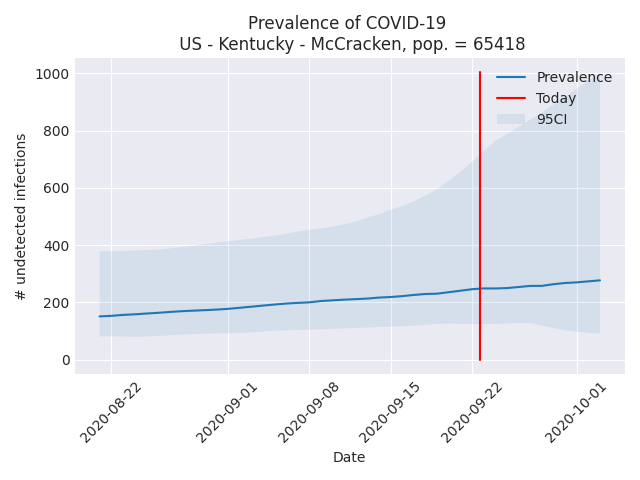 Prevalence of COVID-19
US - Kentucky - McCracken, pop. = 65418
1000
800
600
400
200
0
# undetected infections
Prevalence
Today
95CI
2020-08-22
2020-09-01
2020-09-08
2020-09-15
2020-09-22
2020-10-01
Date